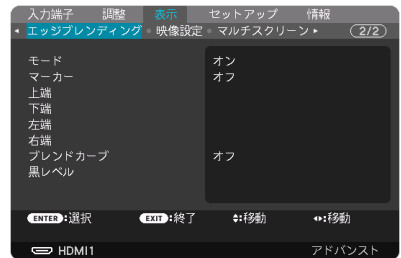 入力端子 調整 表示 セットアップ 情報
エッジブレンディング 映像設定 マルチスクリーン 2/2
モード オン
マーカー オフ
上端
下端
左端
右端
ブレンドカーブ オフ
黒レベル
ENTER:選択 EXIT:終了 :移動 :移動
HDMI1 アドバンスト